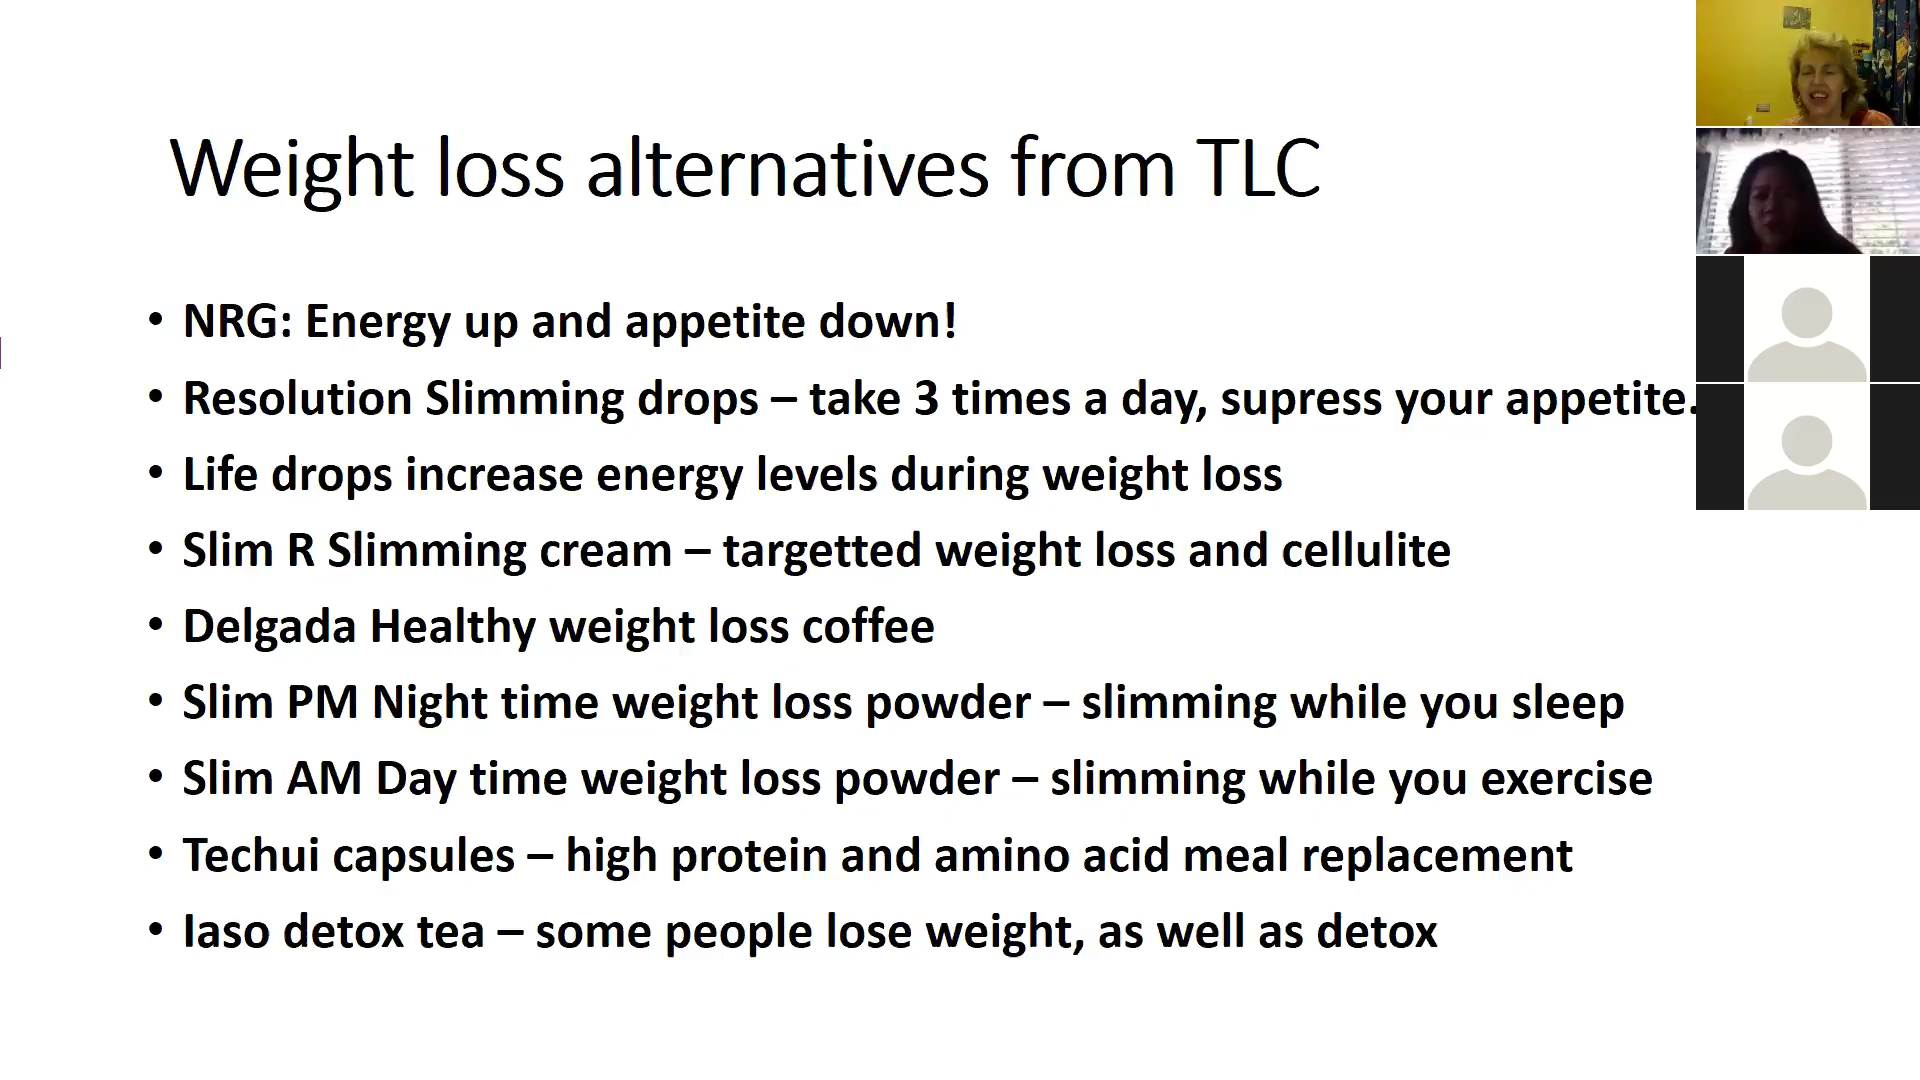 Weight loss alternatives from TLC
• NRG: Energy up and appetite down!
• Resolution Slimming drops – take 3 times a day, supress your appetite.
• Life drops increase energy levels during weight loss
• Slim R Slimming cream – targetted weight loss and cellulite
• Delgada Healthy weight loss coffee
• Slim PM Night time weight loss powder – slimming while you sleep
• Slim AM Day time weight loss powder – slimming while you exercise
• Techui capsules – high protein and amino acid meal replacement
• Iaso detox tea – some people lose weight, as well as detox